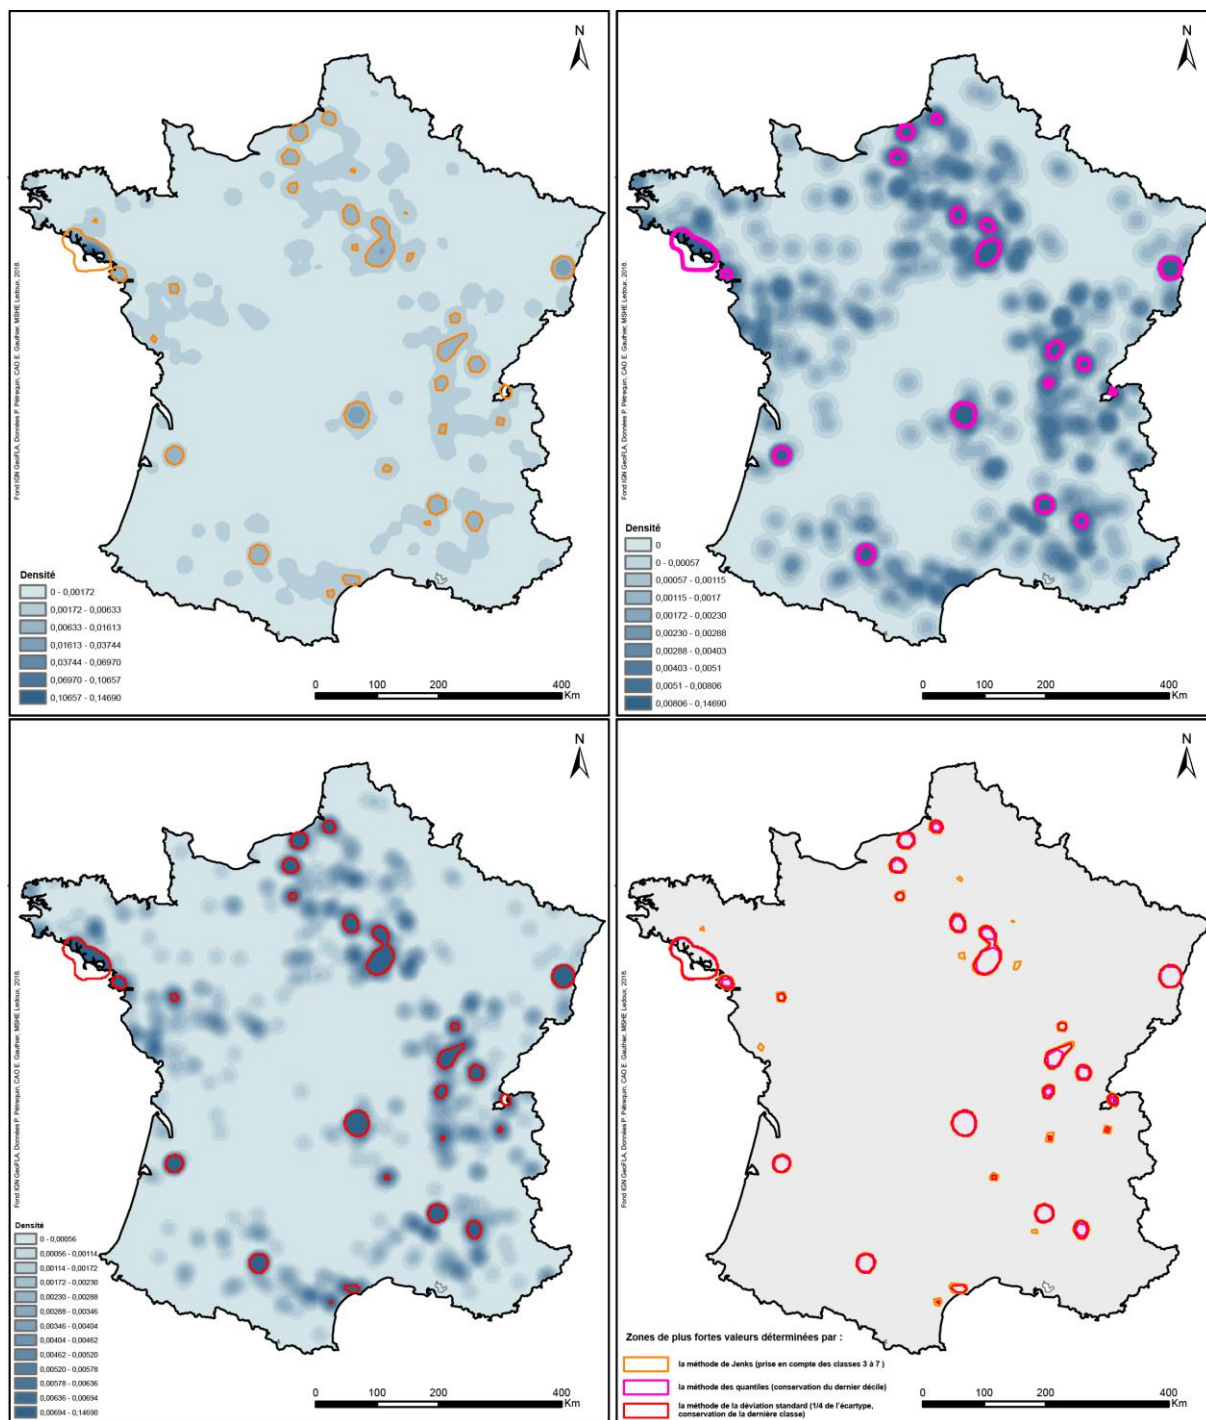 N
Fond IGN GeoFLA, Données P. Pétrequin, CAO E. Gauthier, MSHE Ledoux, 2018.
Densité
0 - 0,00172
0,00172 - 0,00633
0,00633 - 0,01613
0,01613 - 0,03744
0,03744 - 0,06970
0,06970 - 0,10657
0,10657 - 0,14690
0 100 200 400
Km
N
Fond IGN GeoFLA, Données P. Pétrequin, CAO E. Gauthier, MSHE Ledoux, 2018.
Densité
0
0 - 0,00057
0,00057 - 0,00115
0,00115 - 0,0017
0,00172 - 0,00230
0,00230 - 0,00288
0,00288 - 0,00403
0,00403 - 0,0051
0,0051 - 0,00806
0,00806 - 0,14690
0 100 200 400
Km
N
Fond IGN GeoFLA, Données P. Pétrequin, CAO E. Gauthier, MSHE Ledoux, 2018.
Densité
0 - 0,00056
0,00056 - 0,00114
0,00114 - 0,00172
0,00172 - 0,00230
0,00230 - 0,00288
0,00288 - 0,00346
0,00346 - 0,00404
0,00404 - 0,00462
0,00462 - 0,00520
0,00520 - 0,00578
0,00578 - 0,00636
0,00636 - 0,00694
0,00694 - 0,14690
0 100 200 400
Km
N
Fond IGN GeoFLA, Données P. Pétrequin, CAO E. Gauthier, MSHE Ledoux, 2018.
Zones de plus fortes valeurs déterminées par :
la méthode de Jenks (prise en compte des classes 3 à 7 )
la méthode des quantiles (conservation du dernier décile)
la méthode de la déviation standard (1/4 de l'écartype,
conservation de la dernière classe)
0 100 200 400
Km